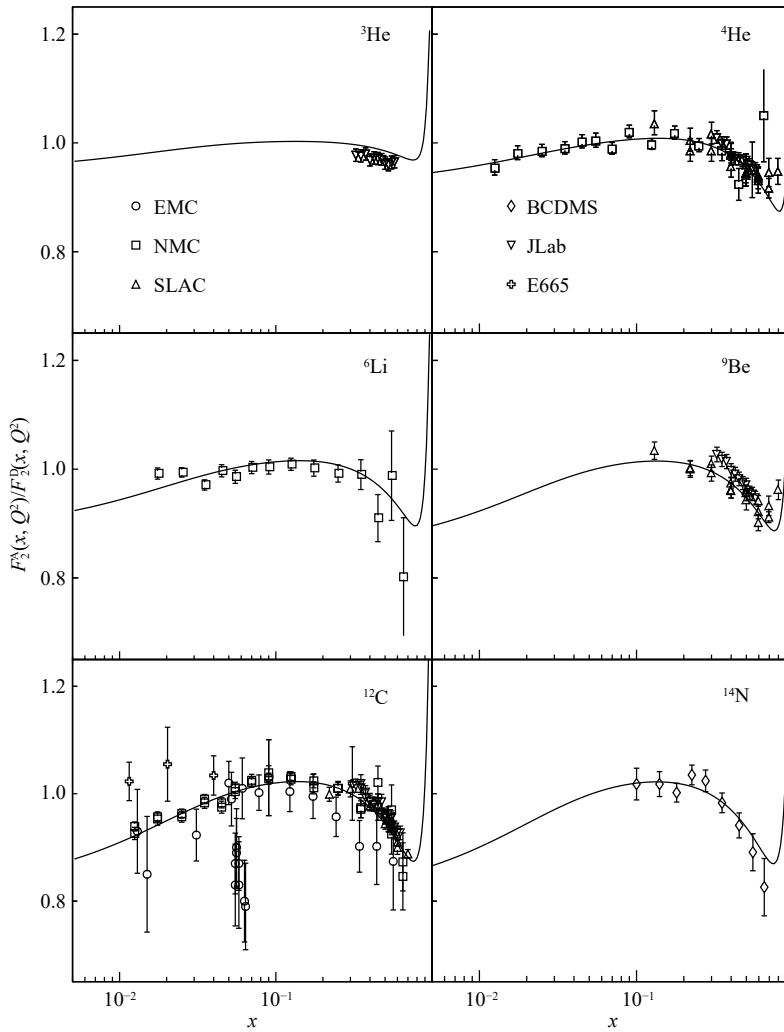 1.2
1.0
0.8
³He
EMC
NMC
SLAC
⁴He
BCDMS
JLab
E665
1.2
1.0
0.8
⁶Li
⁹Be
F₂ᴬ(x, Q²)/F₂ᴰ(x, Q²)
1.2
1.0
0.8
¹²C
¹⁴N
10⁻² 10⁻¹ 10⁻² 10⁻¹
x x